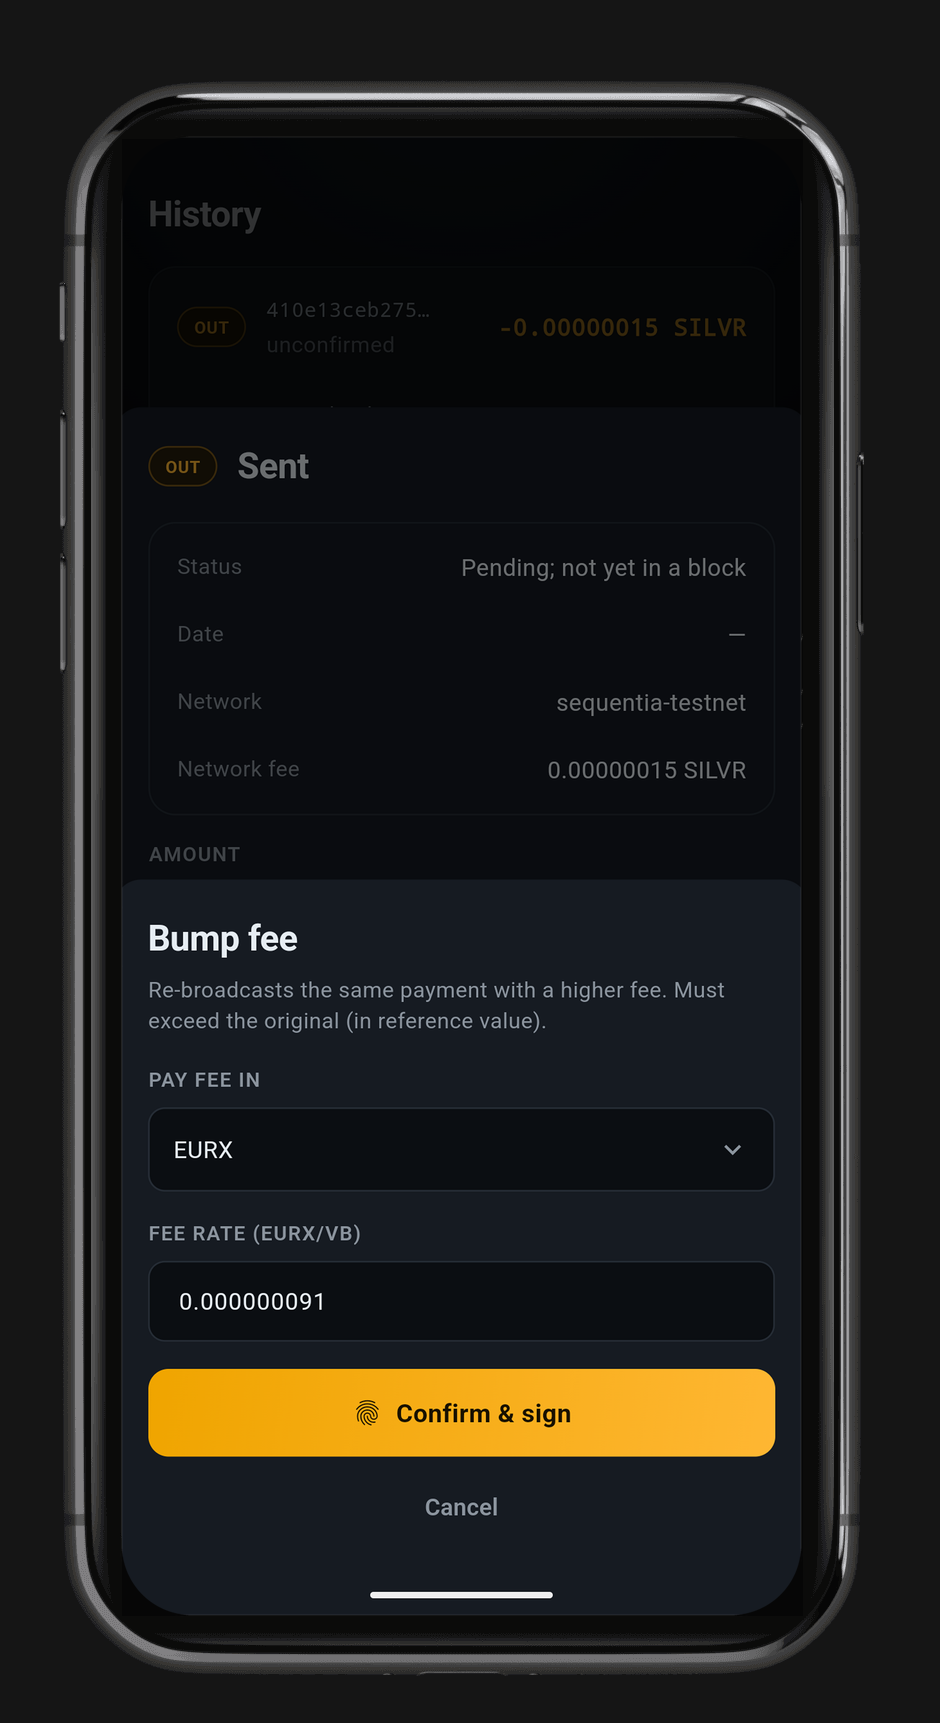 History
OUT
410e13ceb275…
unconfirmed
-0.00000015 SILVR
OUT
Sent
Status
Pending; not yet in a block
Date
—
Network
sequentia-testnet
Network fee
0.00000015 SILVR
AMOUNT
Bump fee
Re-broadcasts the same payment with a higher fee. Must
exceed the original (in reference value).
PAY FEE IN
EURX
FEE RATE (EURX/VB)
0.000000091
Confirm & sign
Cancel